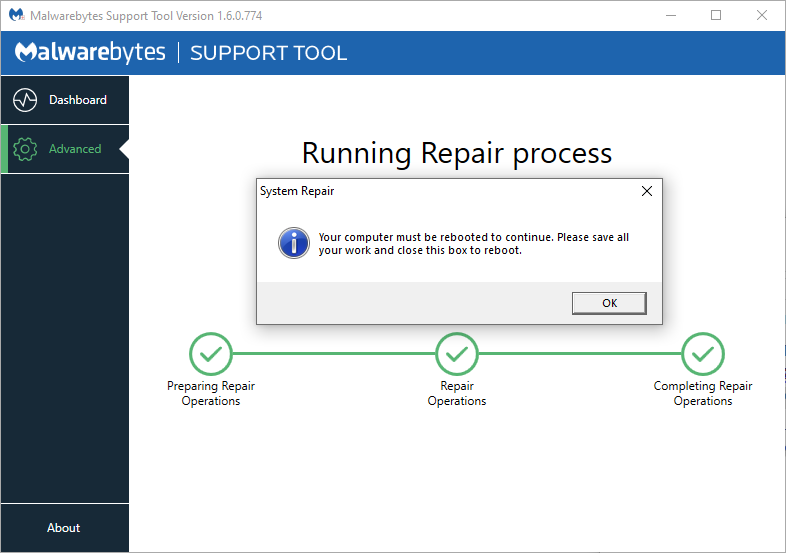 Malwarebytes Support Tool Version 1.6.0.774
Malwarebytes | SUPPORT TOOL
Dashboard
Advanced
Running Repair process
System Repair
Your computer must be rebooted to continue. Please save all
your work and close this box to reboot.
OK
Preparing Repair
Operations
Repair
Operations
Completing Repair
Operations
About